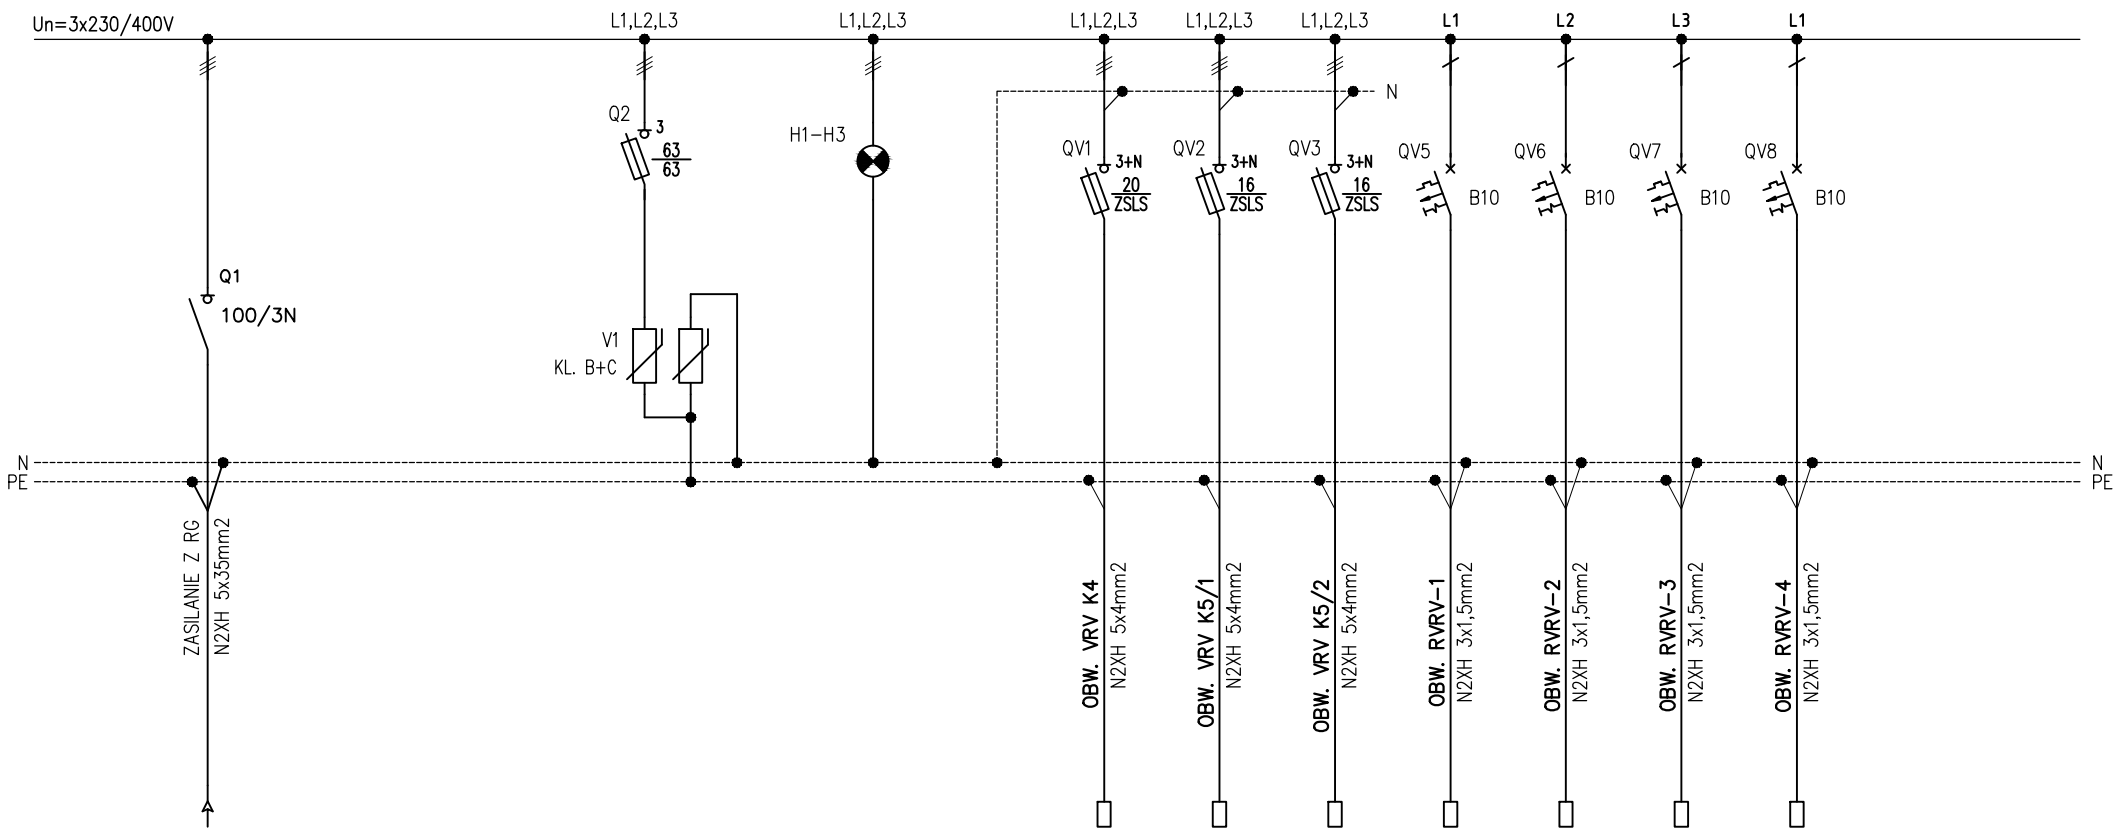 Un=3x230/400V
L1,L2,L3
L1,L2,L3
L1,L2,L3
L1,L2,L3
L1,L2,L3
L1
L2
L3
L1
N
Q2
3
63
63
H1-H3
QV1
3+N
20
ZSLS
QV2
3+N
16
ZSLS
QV3
3+N
16
ZSLS
QV5
B10
QV6
B10
QV7
B10
QV8
B10
Q1
100/3N
V1
KL. B+C
N
PE
N
PE
ZASILANIE Z RG
N2XH 5x35mm2
OBW. VRV K4
N2XH 5x4mm2
OBW. VRV K5/1
N2XH 5x4mm2
OBW. VRV K5/2
N2XH 5x4mm2
OBW. RVRV-1
N2XH 3x1,5mm2
OBW. RVRV-2
N2XH 3x1,5mm2
OBW. RVRV-3
N2XH 3x1,5mm2
OBW. RVRV-4
N2XH 3x1,5mm2